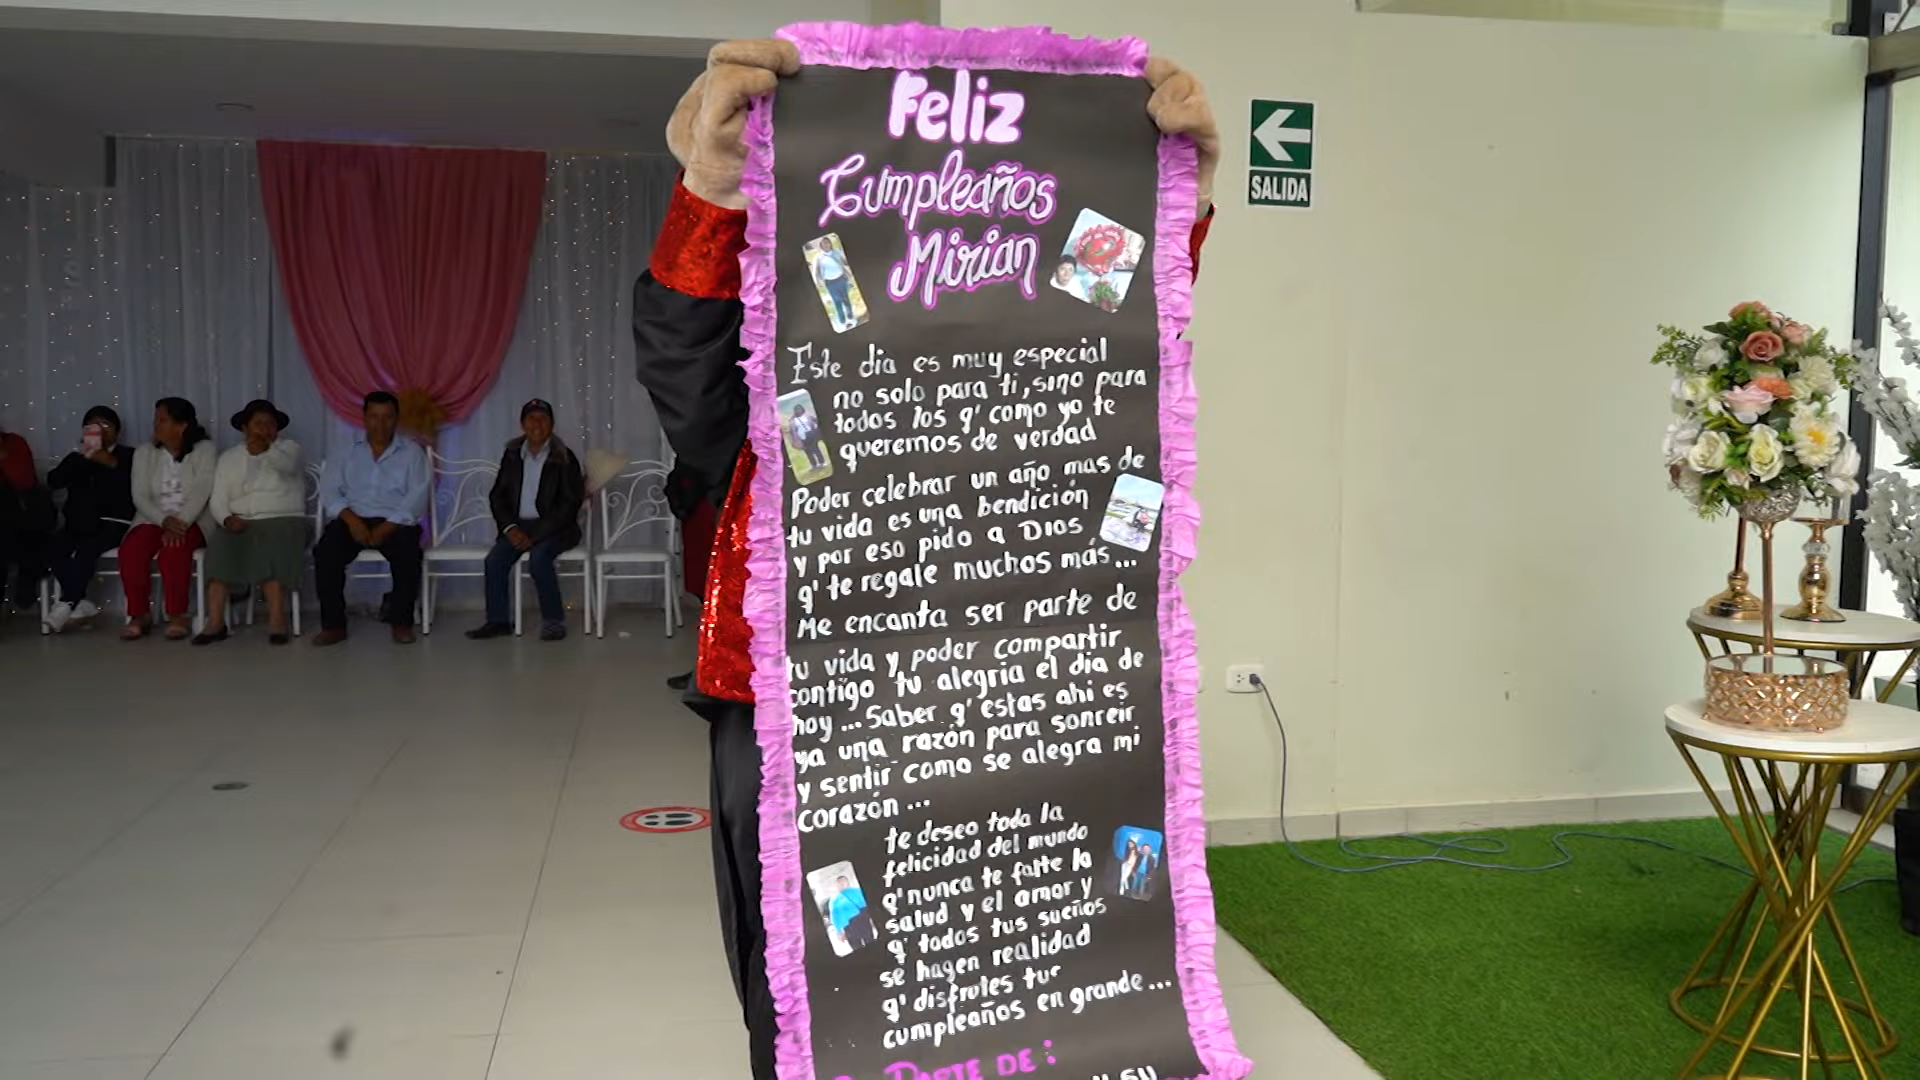 Feliz
Cumpleaños
Mirian
Este dia es muy especial
no solo para ti, sino para
todos los q' como yo te
queremos de verdad
Poder celebrar un año mas de
tu vida es una bendición
y por eso pido a Dios
q' te regale muchos más...
Me encanta ser parte de
tu vida y poder compartir
contigo tu alegria el dia de
hoy... Saber q' estas ahi es
ya una razón para sonreir
y sentir como se alegra mi
corazón...
te deseo toda la
felicidad del mundo
q' nunca te falte la
salud y el amor y
q' todos tus sueños
se hagen realidad
q' disfrutes tu
cumpleaños en grande...
PARTE DE:
y su
SALIDA